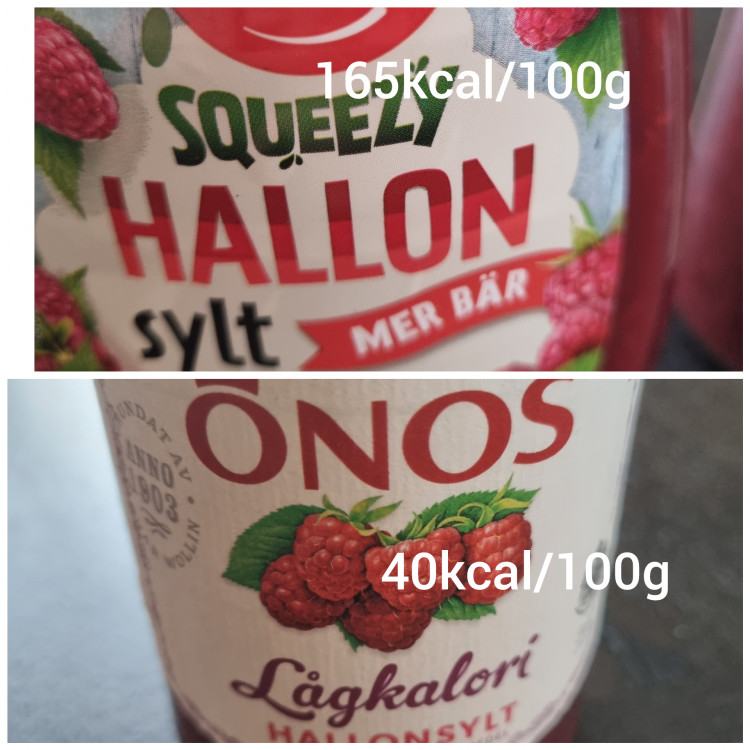 165kcal/100g
SQUEEZY
HALLON
sylt
MER BÄR
ÖNOS
ANNO
1903
40kcal/100g
Lågkalori
HALLONSYLT